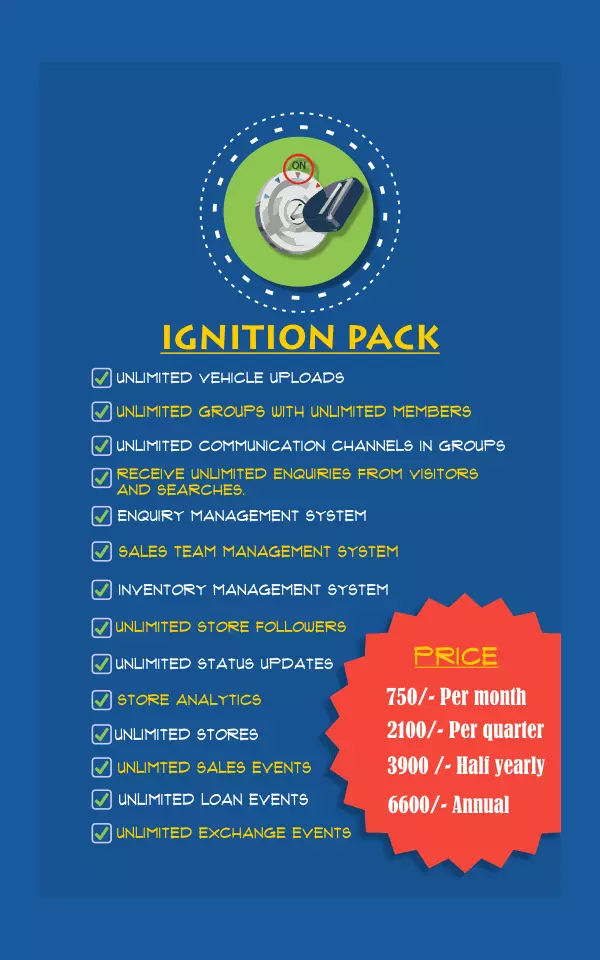 ON
IGNITION PACK
UNLIMITED VEHICLE UPLOADS
UNLIMITED GROUPS WITH UNLIMITED MEMBERS
UNLIMITED COMMUNICATION CHANNELS IN GROUPS
RECEIVE UNLIMITED ENQUIRIES FROM VISITORS
AND SEARCHES.
ENQUIRY MANAGEMENT SYSTEM
SALES TEAM MANAGEMENT SYSTEM
INVENTORY MANAGEMENT SYSTEM
UNLIMITED STORE FOLLOWERS
UNLIMITED STATUS UPDATES
STORE ANALYTICS
UNLIMITED STORES
UNLIMTED SALES EVENTS
UNLIMITED LOAN EVENTS
UNLIMITED EXCHANGE EVENTS
PRICE
750/- Per month
2100/- Per quarter
3900 /- Half yearly
6600/- Annual